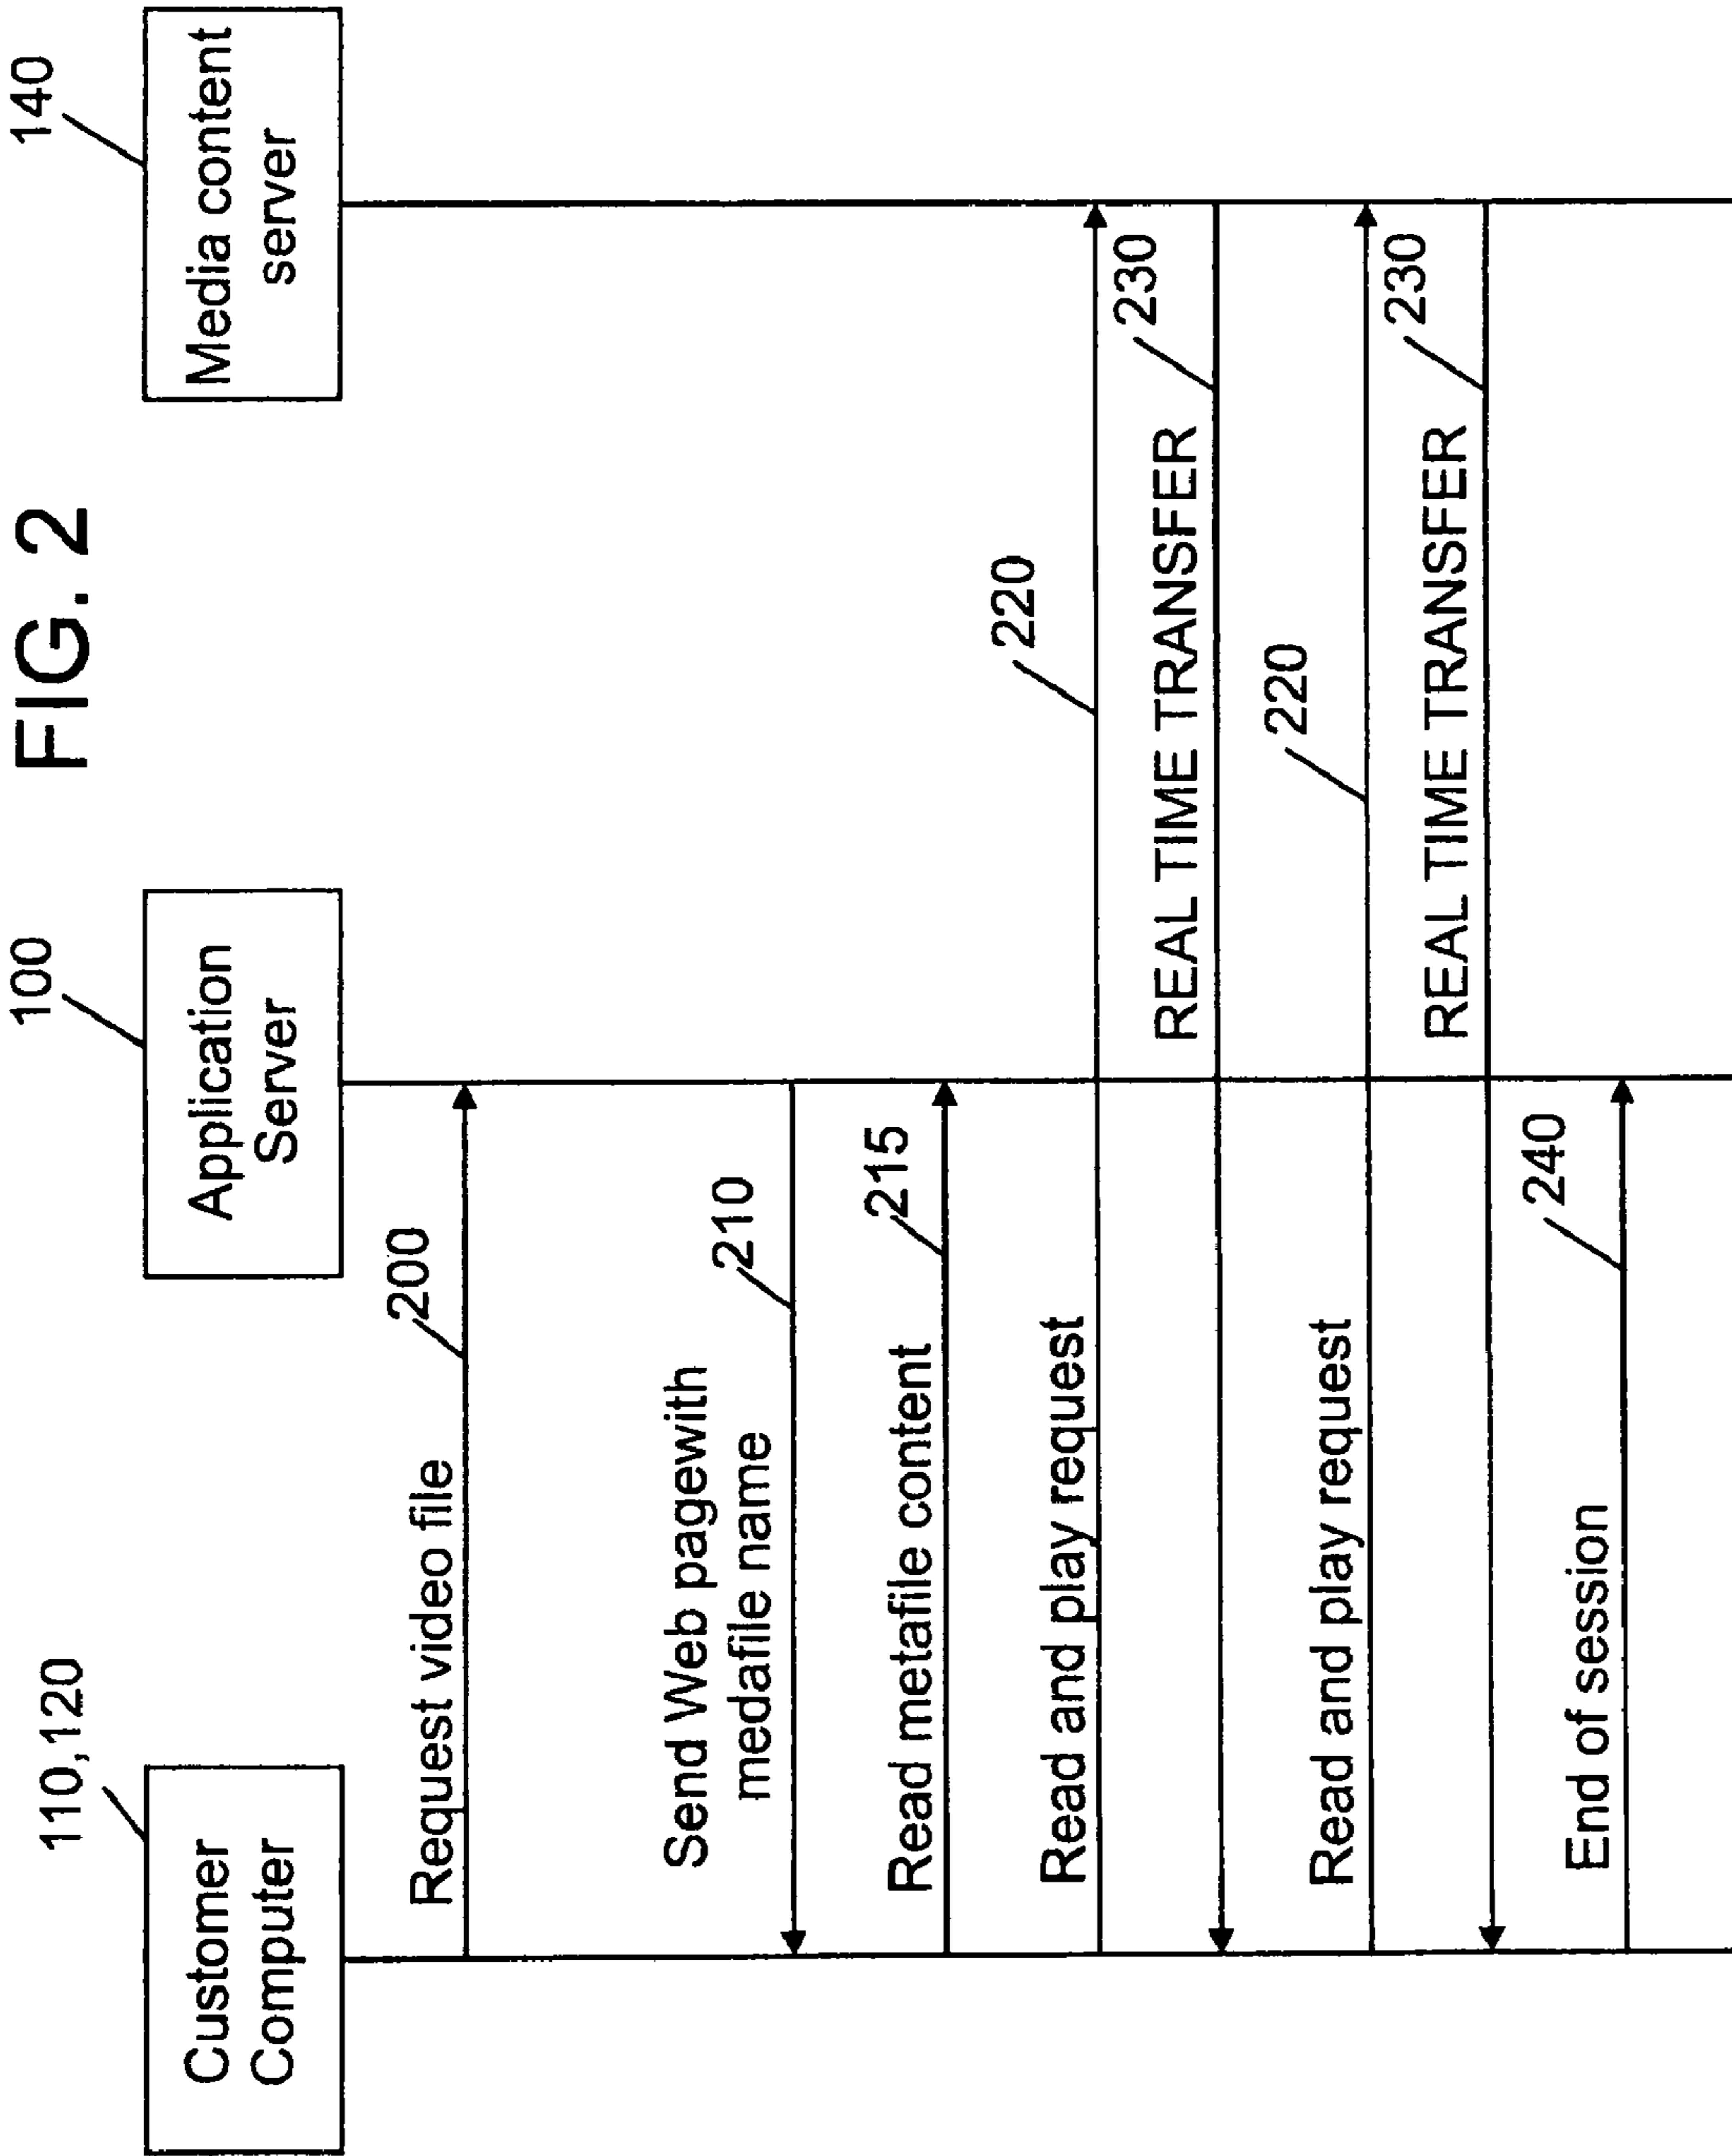 FIG. 2
110,120
100
140
Customer
Computer
Application
Server
Media content
server
Request video file
200
Send Web pagewith
medafile name
210
Read metafile content
215
Read and play request
220
REAL TIME TRANSFER
230
Read and play request
220
REAL TIME TRANSFER
230
End of session
240